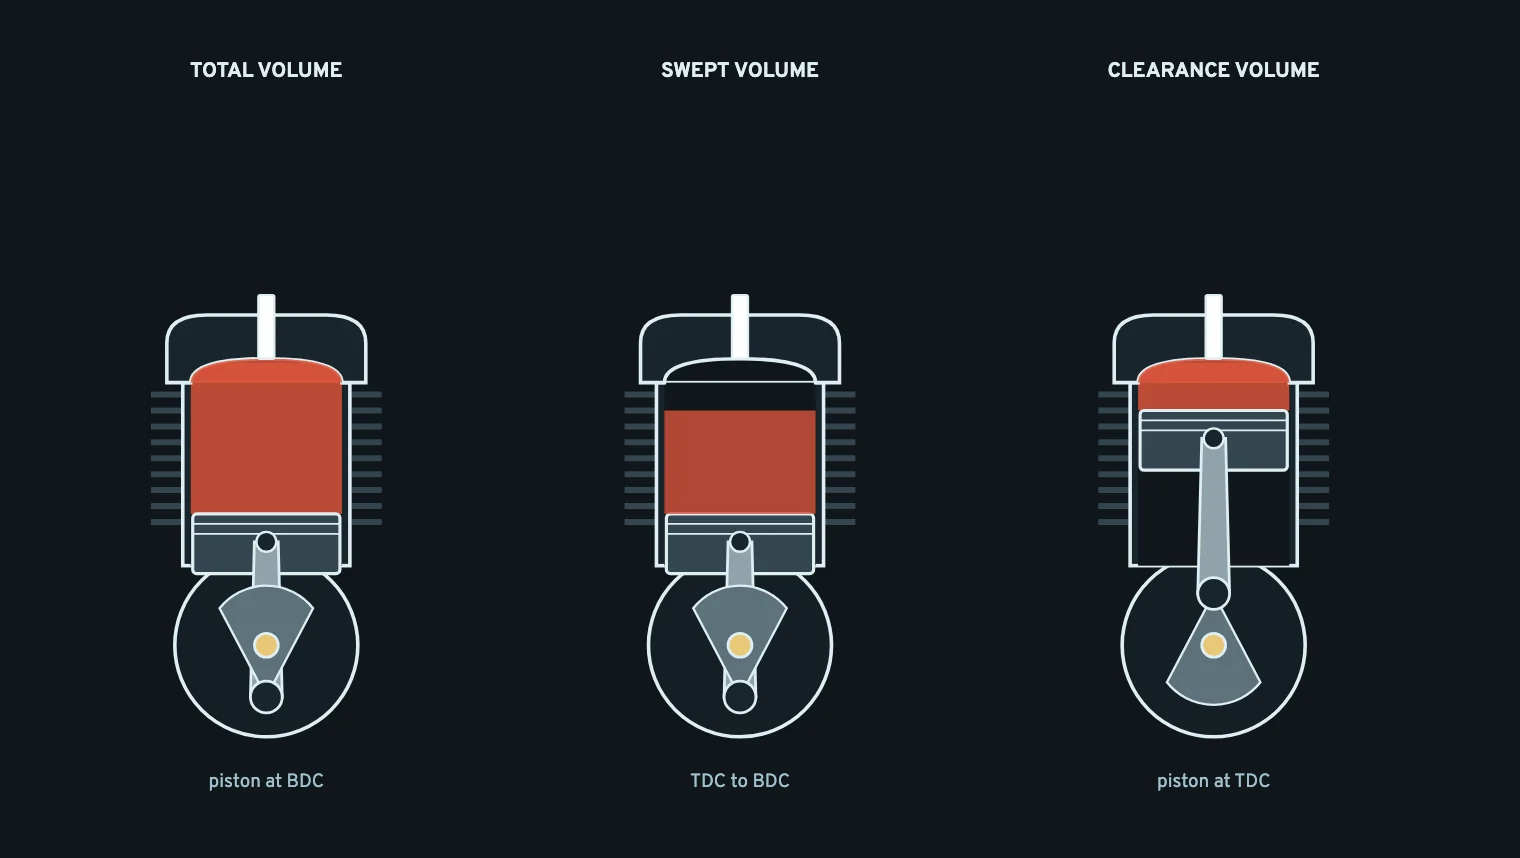 TOTAL VOLUME
SWEPT VOLUME
CLEARANCE VOLUME
piston at BDC
TDC to BDC
piston at TDC